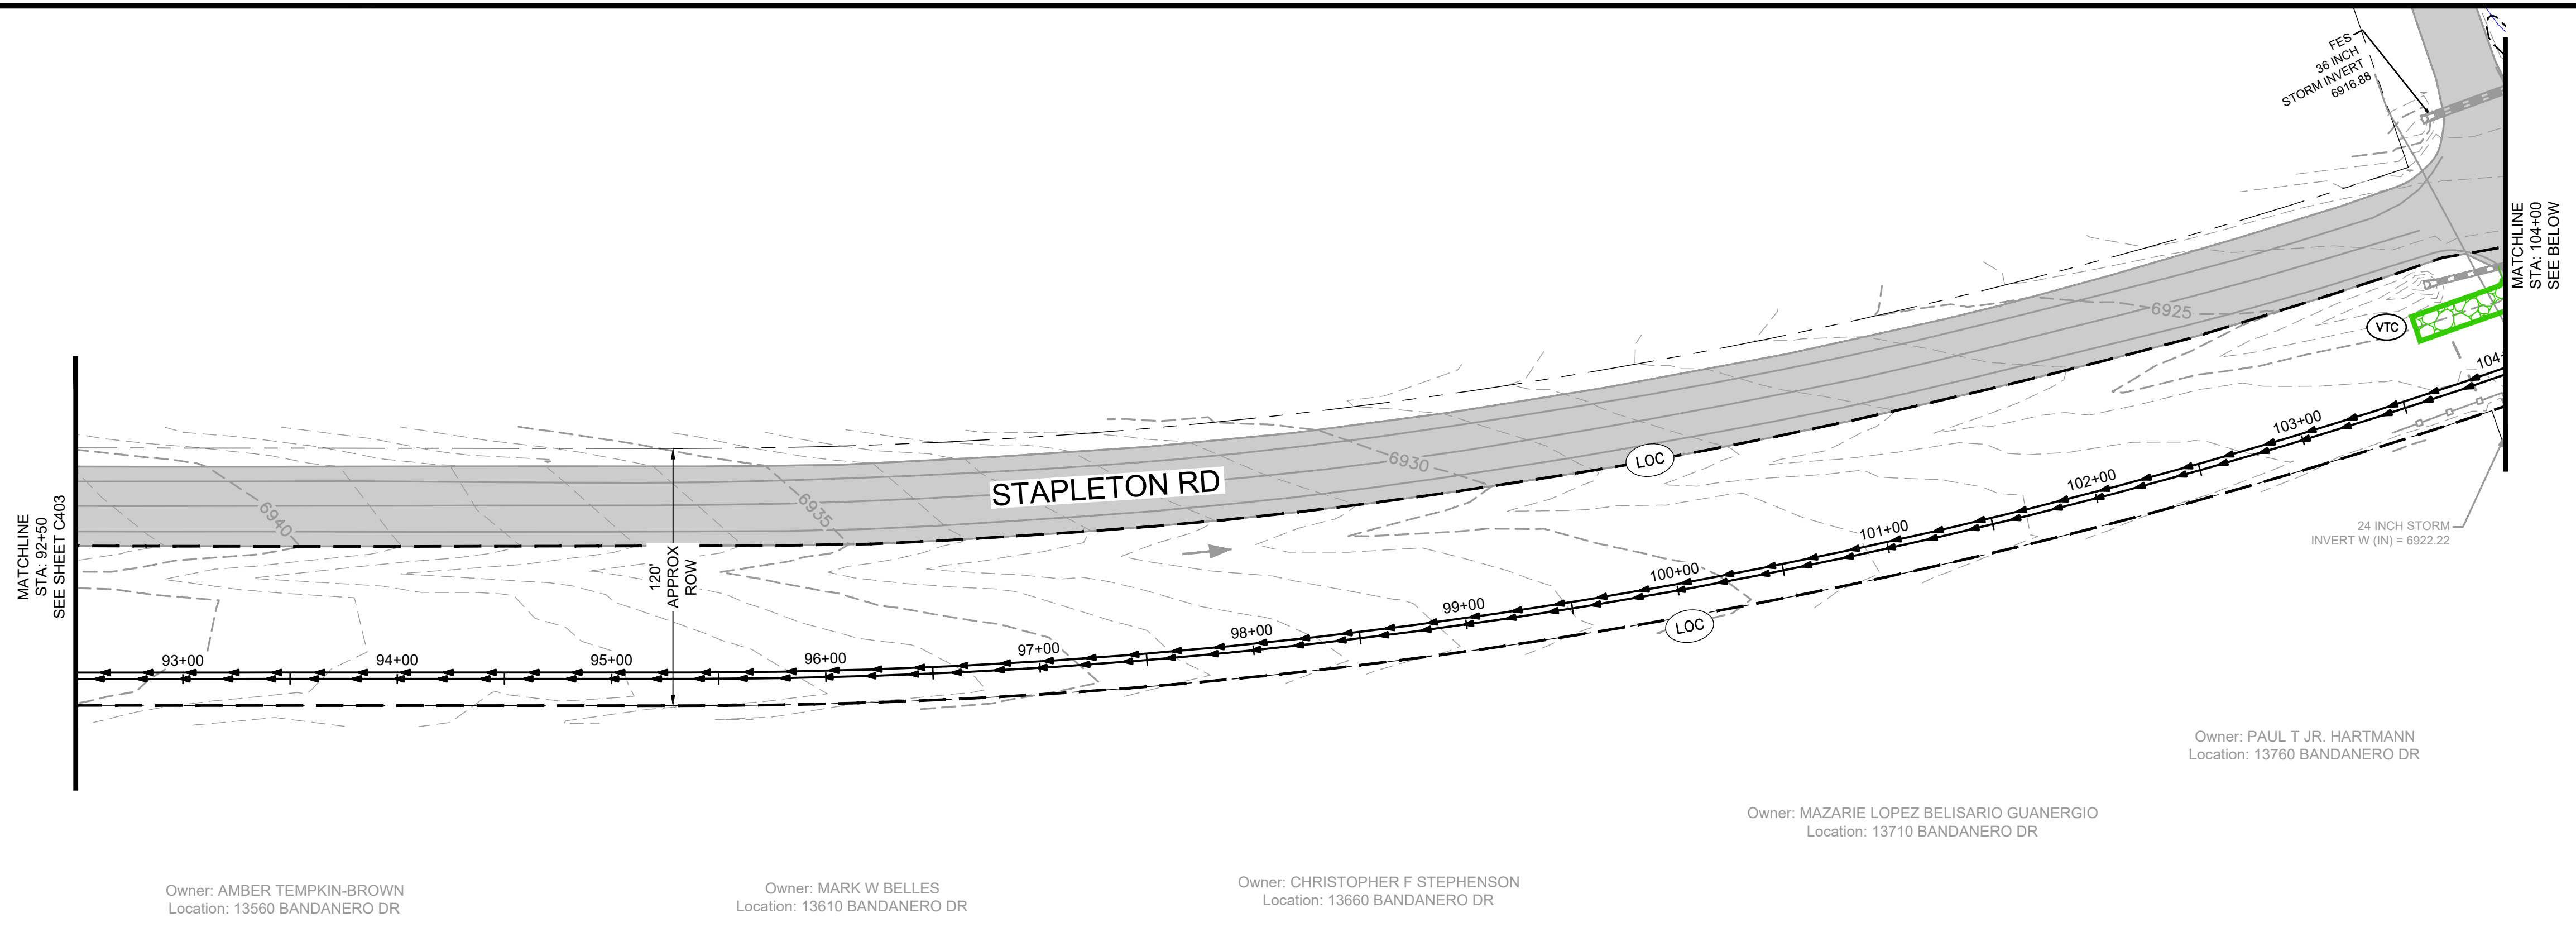 FES
36 INCH
STORM INVERT
6916.88
MATCHLINE
STA: 104+00
SEE BELOW
6925
VTC
104+
103+00
102+00
101+00
100+00
99+00
98+00
97+00
96+00
95+00
94+00
93+00
6930
LOC
STAPLETON RD
6935
6940
MATCHLINE
STA: 92+50
SEE SHEET C403
120'
APPROX
ROW
LOC
24 INCH STORM
INVERT W (IN) = 6922.22
Owner: PAUL T JR. HARTMANN
Location: 13760 BANDANERO DR
Owner: MAZARIE LOPEZ BELISARIO GUANERGIO
Location: 13710 BANDANERO DR
Owner: CHRISTOPHER F STEPHENSON
Location: 13660 BANDANERO DR
Owner: MARK W BELLES
Location: 13610 BANDANERO DR
Owner: AMBER TEMPKIN-BROWN
Location: 13560 BANDANERO DR